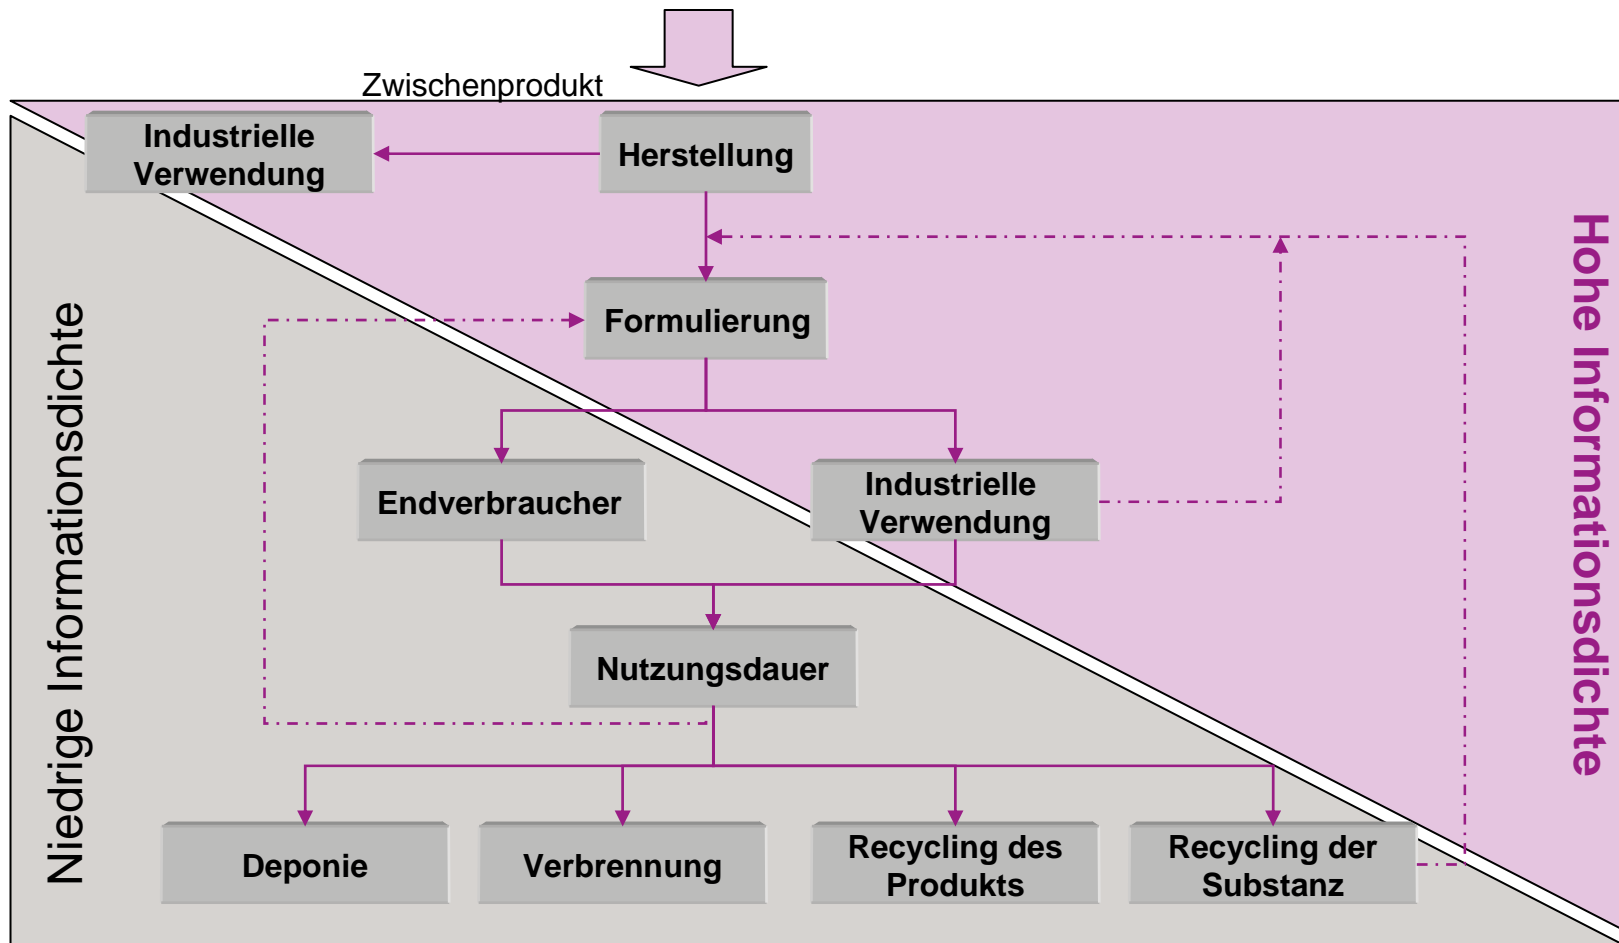 Zwischenprodukt
Industrielle
Verwendung
Herstellung
Formulierung
Endverbraucher
Industrielle
Verwendung
Nutzungsdauer
Deponie
Verbrennung
Recycling des
Produkts
Recycling der
Substanz
Niedrige Informationsdichte
Hohe Informationsdichte